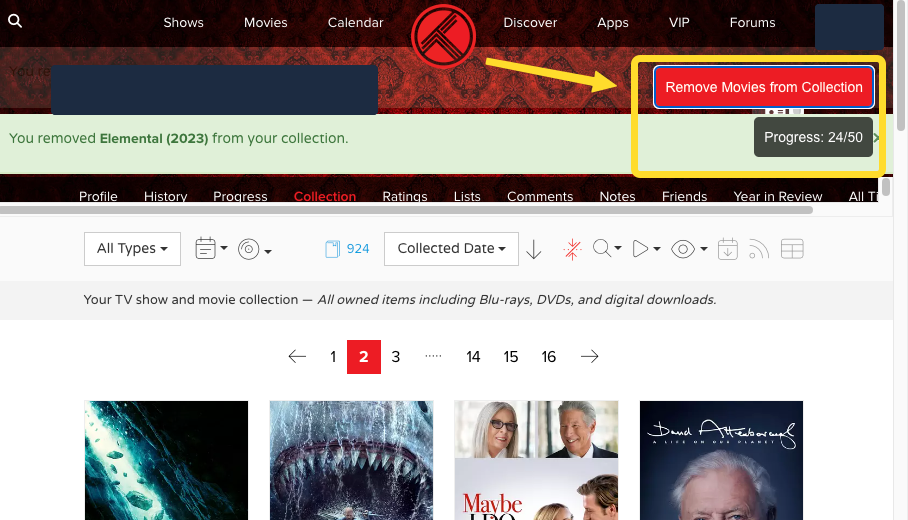 Shows Movies Calendar Discover Apps VIP Forums
You re
Remove Movies from Collection
You removed Elemental (2023) from your collection.
Progress: 24/50
Profile History Progress Collection Ratings Lists Comments Notes Friends Year in Review All Ti
All Types 924 Collected Date
Your TV show and movie collection — All owned items including Blu-rays, DVDs, and digital downloads.
1 2 3 ..... 14 15 16
David Attenborough
A LIFE ON OUR PLANET
Maybe
I DO